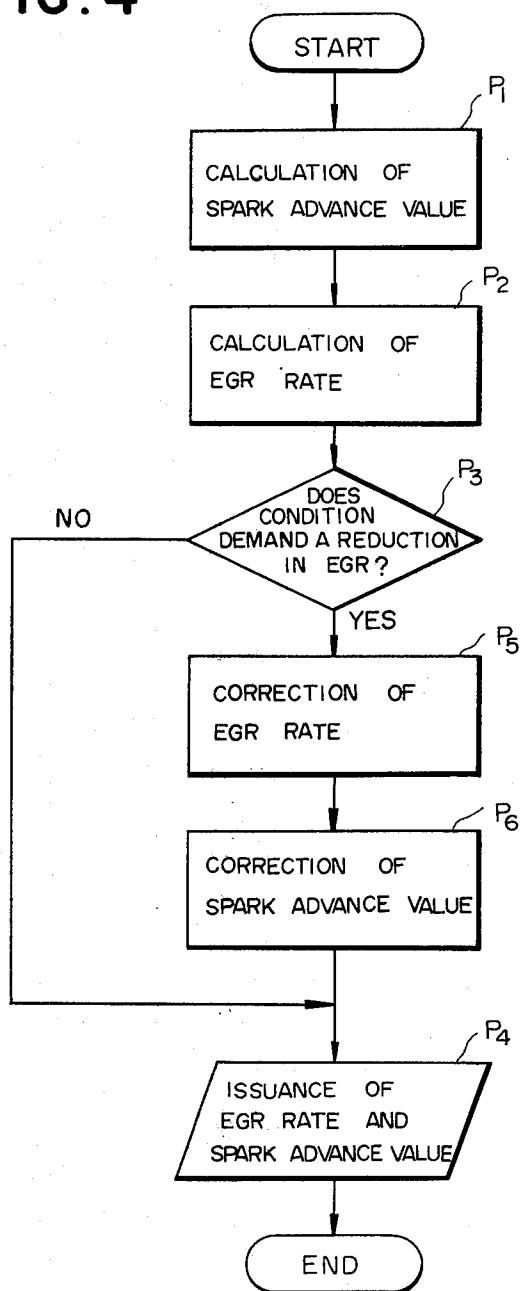 START
P1
CALCULATION OF
SPARK ADVANCE VALUE
P2
CALCULATION OF
EGR RATE
P3
DOES
CONDITION
DEMAND A REDUCTION
IN EGR?
NO
YES
P5
CORRECTION OF
EGR RATE
P6
CORRECTION OF
SPARK ADVANCE VALUE
P4
ISSUANCE OF
EGR RATE AND
SPARK ADVANCE VALUE
END